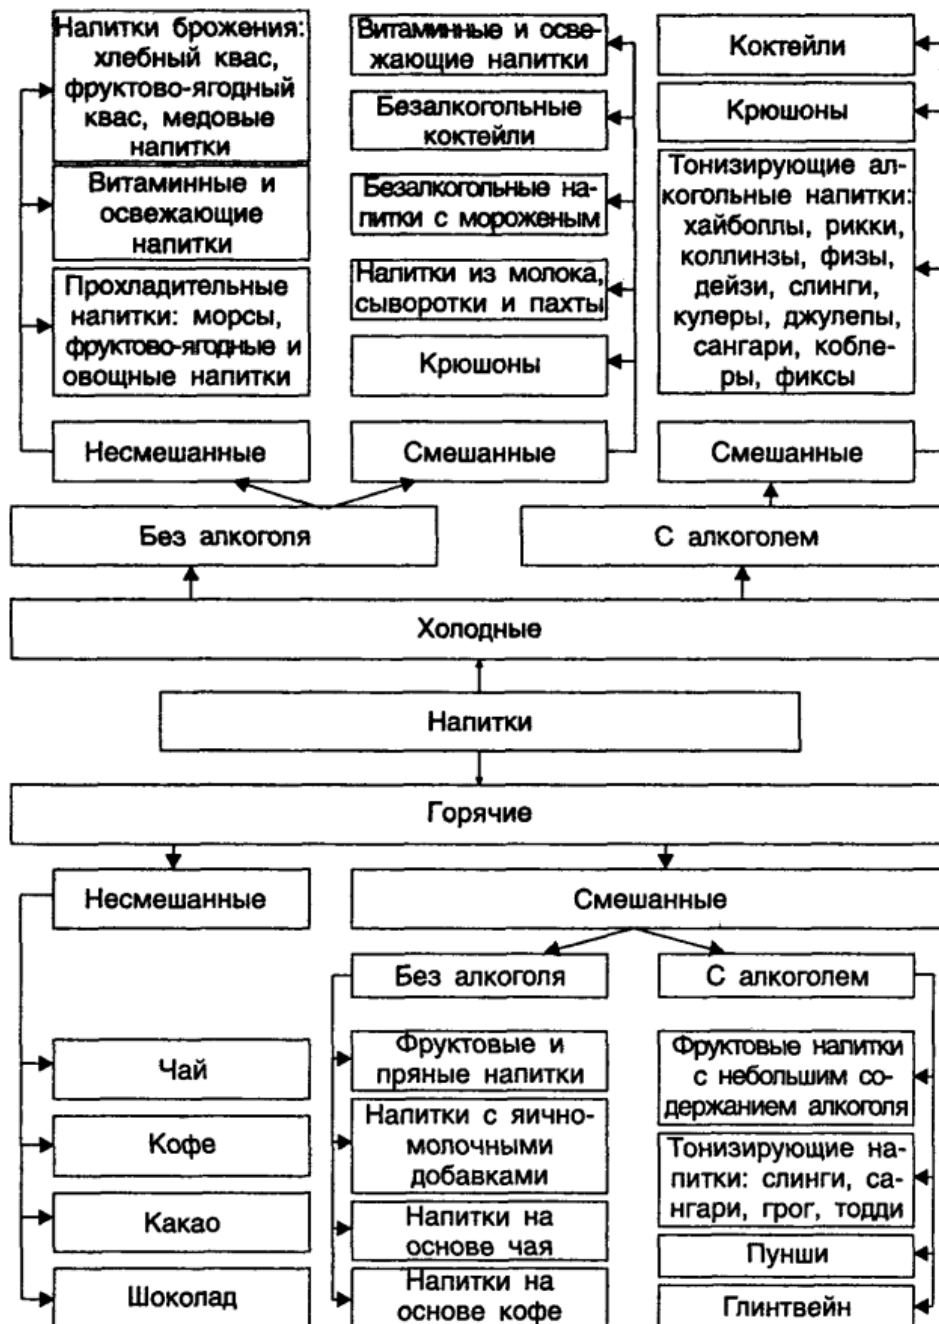 Напитки брожения:
хлебный квас,
фруктово-ягодный
квас, медовые
напитки
Витаминные и
освежающие
напитки
Прохладительные
напитки: морсы,
фруктово-ягодные и
овощные напитки
Несмешанные
Витаминные и осве-
жающие напитки
Безалкогольные
коктейли
Безалкогольные на-
питки с мороженым
Напитки из молока,
сыворотки и пахты
Крюшоны
Смешанные
Коктейли
Крюшоны
Тонизирующие ал-
когольные напитки:
хайболлы, рикки,
коллинзы, физы,
дейзи, слинги,
кулеры, джулепы,
сангари, кобле-
ры, фиксы
Смешанные
Без алкоголя
С алкоголем
Холодные
Напитки
Горячие
Несмешанные
Смешанные
Без алкоголя
С алкоголем
Чай
Кофе
Какао
Шоколад
Фруктовые и
пряные напитки
Напитки с яично-
молочными
добавками
Напитки на
основе чая
Напитки на
основе кофе
Фруктовые напитки
с небольшим со-
держанием алкоголя
Тонизирующие на-
питки: слинги, са-
нгари, грог, тодди
Пунши
Глинтвейн